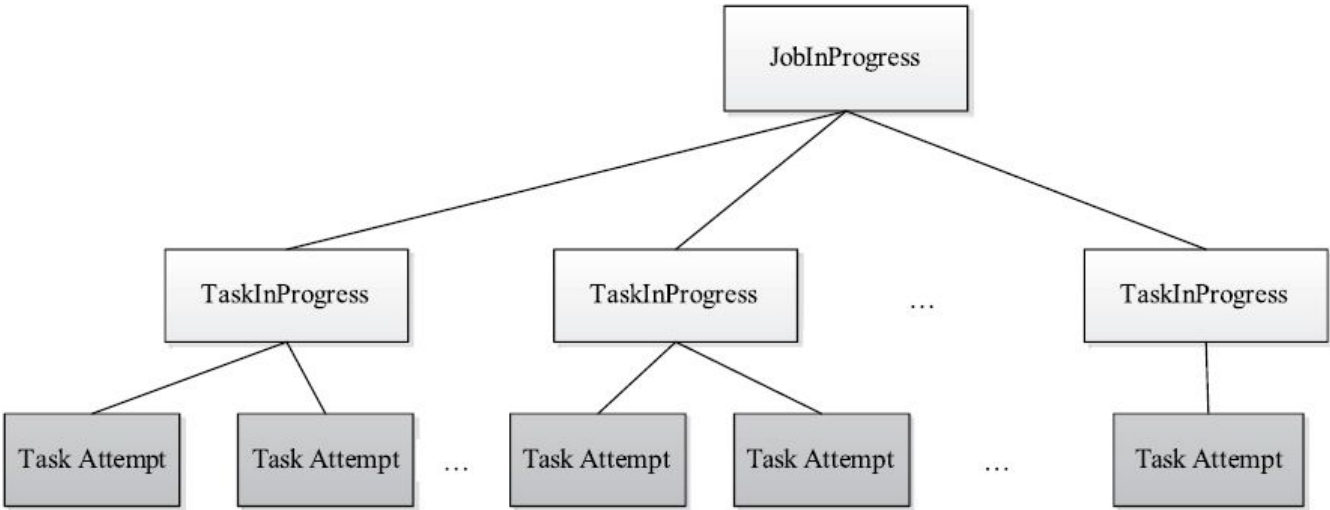 JobInProgress
TaskInProgress
TaskInProgress
...
TaskInProgress
Task Attempt
Task Attempt
...
Task Attempt
Task Attempt
...
Task Attempt